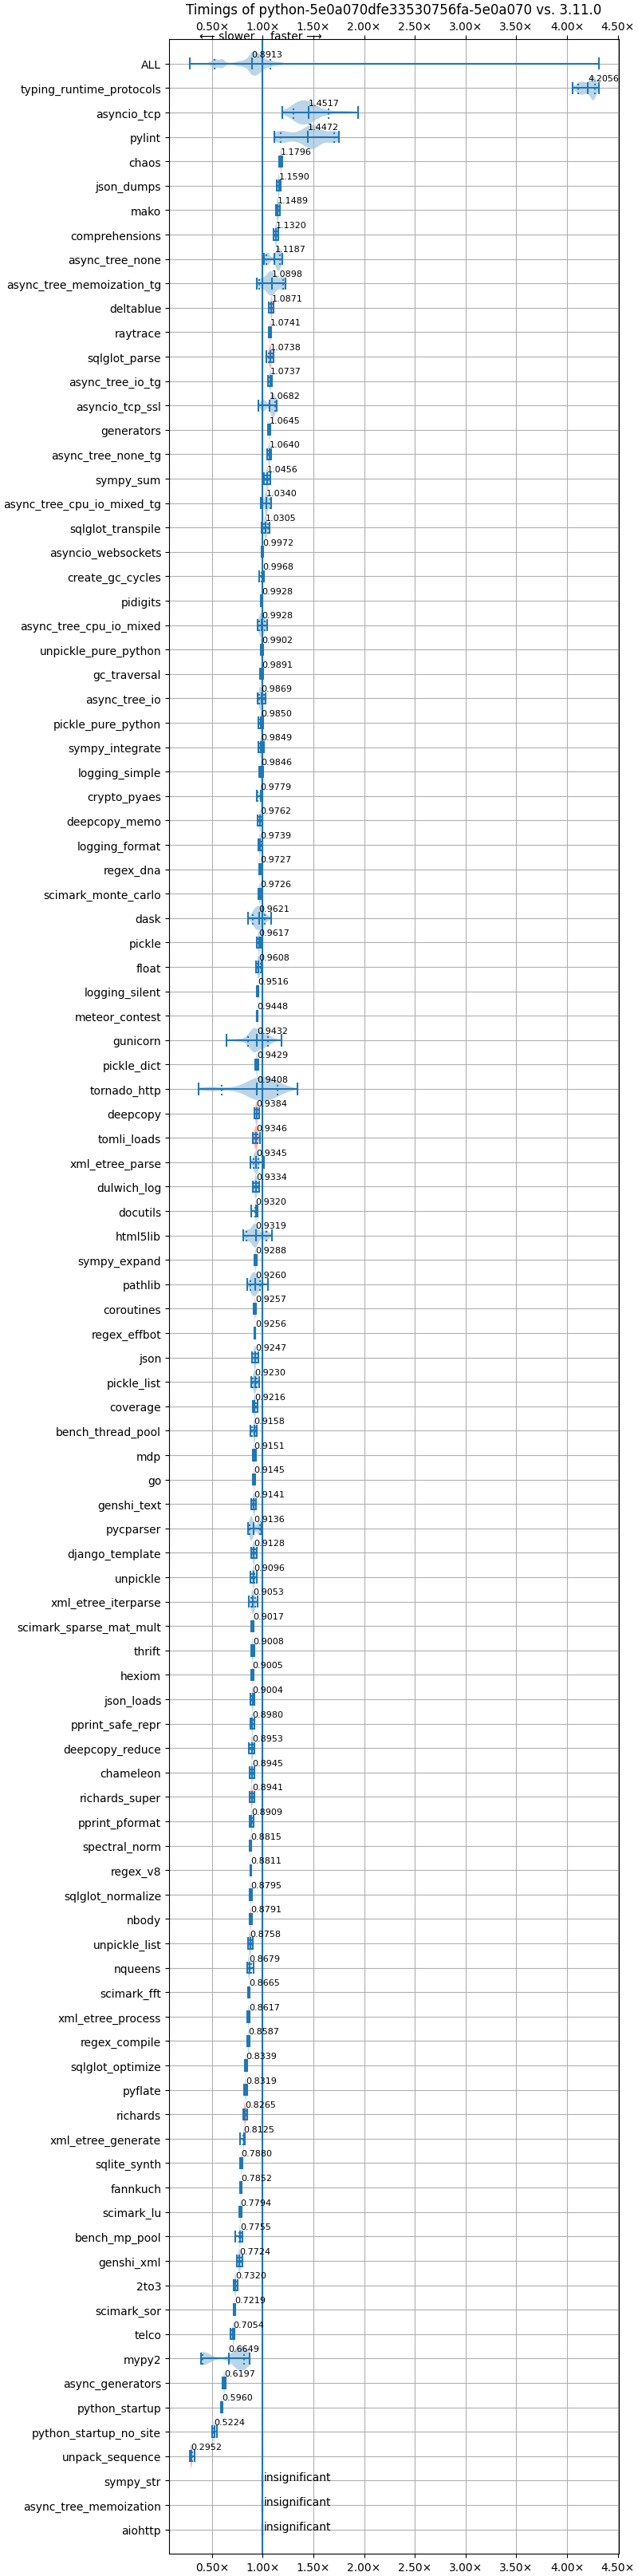 Timings of python-5e0a070dfe33530756fa-5e0a070 vs. 3.11.0
0.50× 1.00× 1.50× 2.00× 2.50× 3.00× 3.50× 4.00× 4.50×
⟵ slower faster ⟶
ALL 0.8913
typing_runtime_protocols 4.2056
asyncio_tcp 1.4517
pylint 1.4472
chaos 1.1796
json_dumps 1.1590
mako 1.1489
comprehensions 1.1320
async_tree_none 1.1187
async_tree_memoization_tg 1.0898
deltablue 1.0871
raytrace 1.0741
sqlglot_parse 1.0738
async_tree_io_tg 1.0737
asyncio_tcp_ssl 1.0682
generators 1.0645
async_tree_none_tg 1.0640
sympy_sum 1.0456
async_tree_cpu_io_mixed_tg 1.0340
sqlglot_transpile 1.0305
asyncio_websockets 0.9972
create_gc_cycles 0.9968
pidigits 0.9928
async_tree_cpu_io_mixed 0.9928
unpickle_pure_python 0.9902
gc_traversal 0.9891
async_tree_io 0.9869
pickle_pure_python 0.9850
sympy_integrate 0.9849
logging_simple 0.9846
crypto_pyaes 0.9779
deepcopy_memo 0.9762
logging_format 0.9739
regex_dna 0.9727
scimark_monte_carlo 0.9726
dask 0.9621
pickle 0.9617
float 0.9608
logging_silent 0.9516
meteor_contest 0.9448
gunicorn 0.9432
pickle_dict 0.9429
tornado_http 0.9408
deepcopy 0.9384
tomli_loads 0.9346
xml_etree_parse 0.9345
dulwich_log 0.9334
docutils 0.9320
html5lib 0.9319
sympy_expand 0.9288
pathlib 0.9260
coroutines 0.9257
regex_effbot 0.9256
json 0.9247
pickle_list 0.9230
coverage 0.9216
bench_thread_pool 0.9158
mdp 0.9151
go 0.9145
genshi_text 0.9141
pycparser 0.9136
django_template 0.9128
unpickle 0.9096
xml_etree_iterparse 0.9053
scimark_sparse_mat_mult 0.9017
thrift 0.9008
hexiom 0.9005
json_loads 0.9004
pprint_safe_repr 0.8980
deepcopy_reduce 0.8953
chameleon 0.8945
richards_super 0.8941
pprint_pformat 0.8909
spectral_norm 0.8815
regex_v8 0.8811
sqlglot_normalize 0.8795
nbody 0.8791
unpickle_list 0.8758
nqueens 0.8679
scimark_fft 0.8665
xml_etree_process 0.8617
regex_compile 0.8587
sqlglot_optimize 0.8339
pyflate 0.8319
richards 0.8265
xml_etree_generate 0.8125
sqlite_synth 0.7880
fannkuch 0.7852
scimark_lu 0.7794
bench_mp_pool 0.7755
genshi_xml 0.7724
2to3 0.7320
scimark_sor 0.7219
telco 0.7054
mypy2 0.6649
async_generators 0.6197
python_startup 0.5960
python_startup_no_site 0.5224
unpack_sequence 0.2952
sympy_str insignificant
async_tree_memoization insignificant
aiohttp insignificant
0.50× 1.00× 1.50× 2.00× 2.50× 3.00× 3.50× 4.00× 4.50×